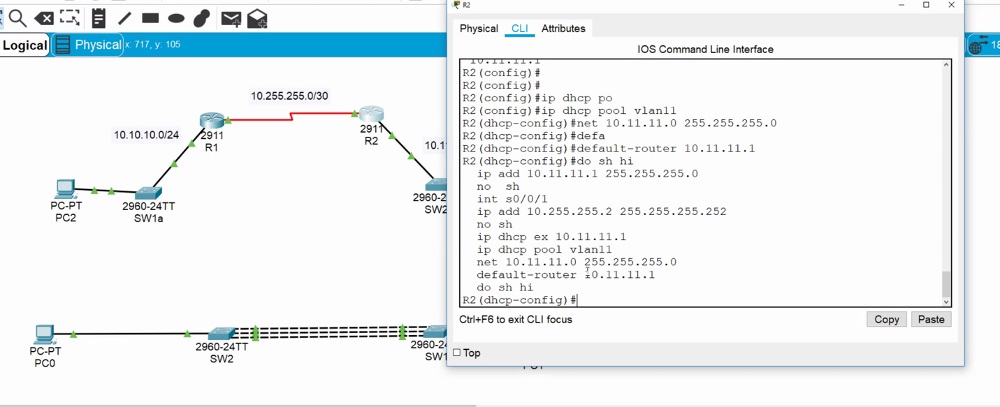 R2
Physical CLI Attributes
Logical Physical x: 717, y: 105
18
IOS Command Line Interface
10.11.11.1
R2(config)#
R2(config)#
R2(config)#ip dhcp po
R2(config)#ip dhcp pool vlan11
R2(dhcp-config)#net 10.11.11.0 255.255.255.0
R2(dhcp-config)#defa
R2(dhcp-config)#default-router 10.11.11.1
R2(dhcp-config)#do sh hi
ip add 10.11.11.1 255.255.255.0
no  sh
int s0/0/1
ip add 10.255.255.2 255.255.255.252
no sh
ip dhcp ex 10.11.11.1
ip dhcp pool vlan11
net 10.11.11.0 255.255.255.0
default-router 10.11.11.1
do sh hi
R2(dhcp-config)#
Ctrl+F6 to exit CLI focus
Copy Paste
Top
10.255.255.0/30
10.10.10.0/24
2911
R1
2911
R2
10.11
PC-PT
PC2
2960-24TT
SW1a
2960-2
SW2
PC-PT
PC0
2960-24TT
SW2
2960-24
SW1